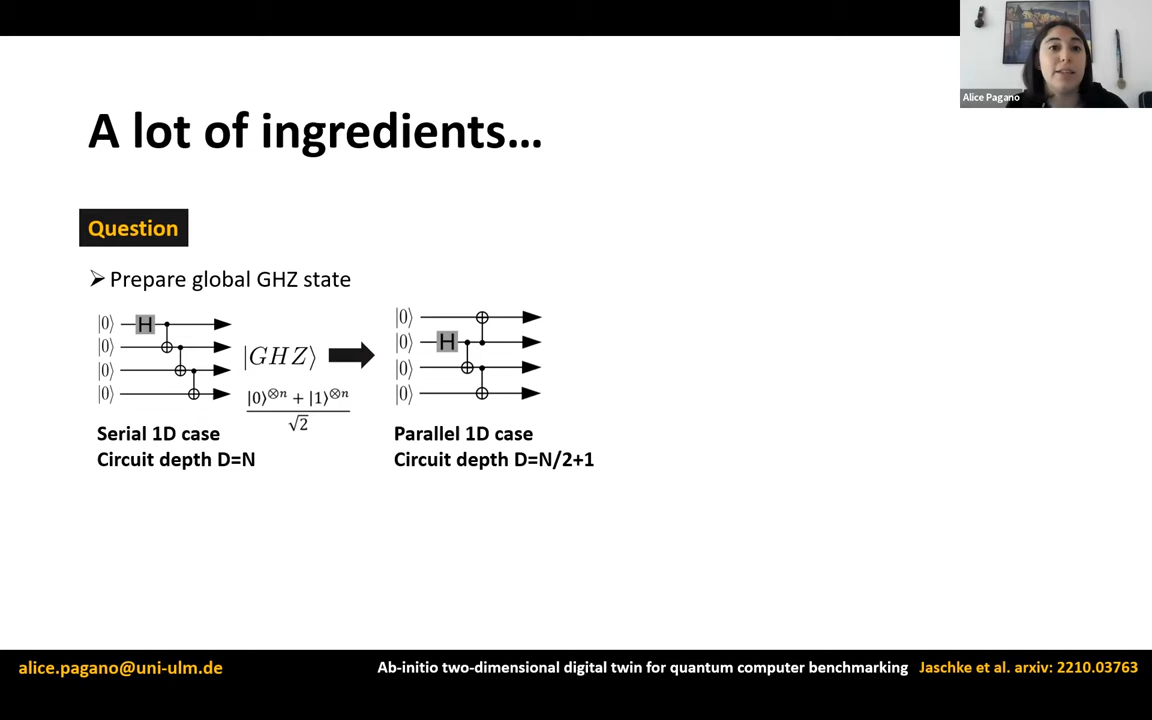 Alice Pagano
A lot of ingredients...
Question
➢ Prepare global GHZ state
|0⟩ H
|0⟩
|0⟩
|0⟩
|GHZ⟩
|0⟩⊗n + |1⟩⊗n
√2
Serial 1D case
Circuit depth D=N
|0⟩
|0⟩ H
|0⟩
|0⟩
Parallel 1D case
Circuit depth D=N/2+1
alice.pagano@uni-ulm.de
Ab-initio two-dimensional digital twin for quantum computer benchmarking Jaschke et al. arxiv: 2210.03763